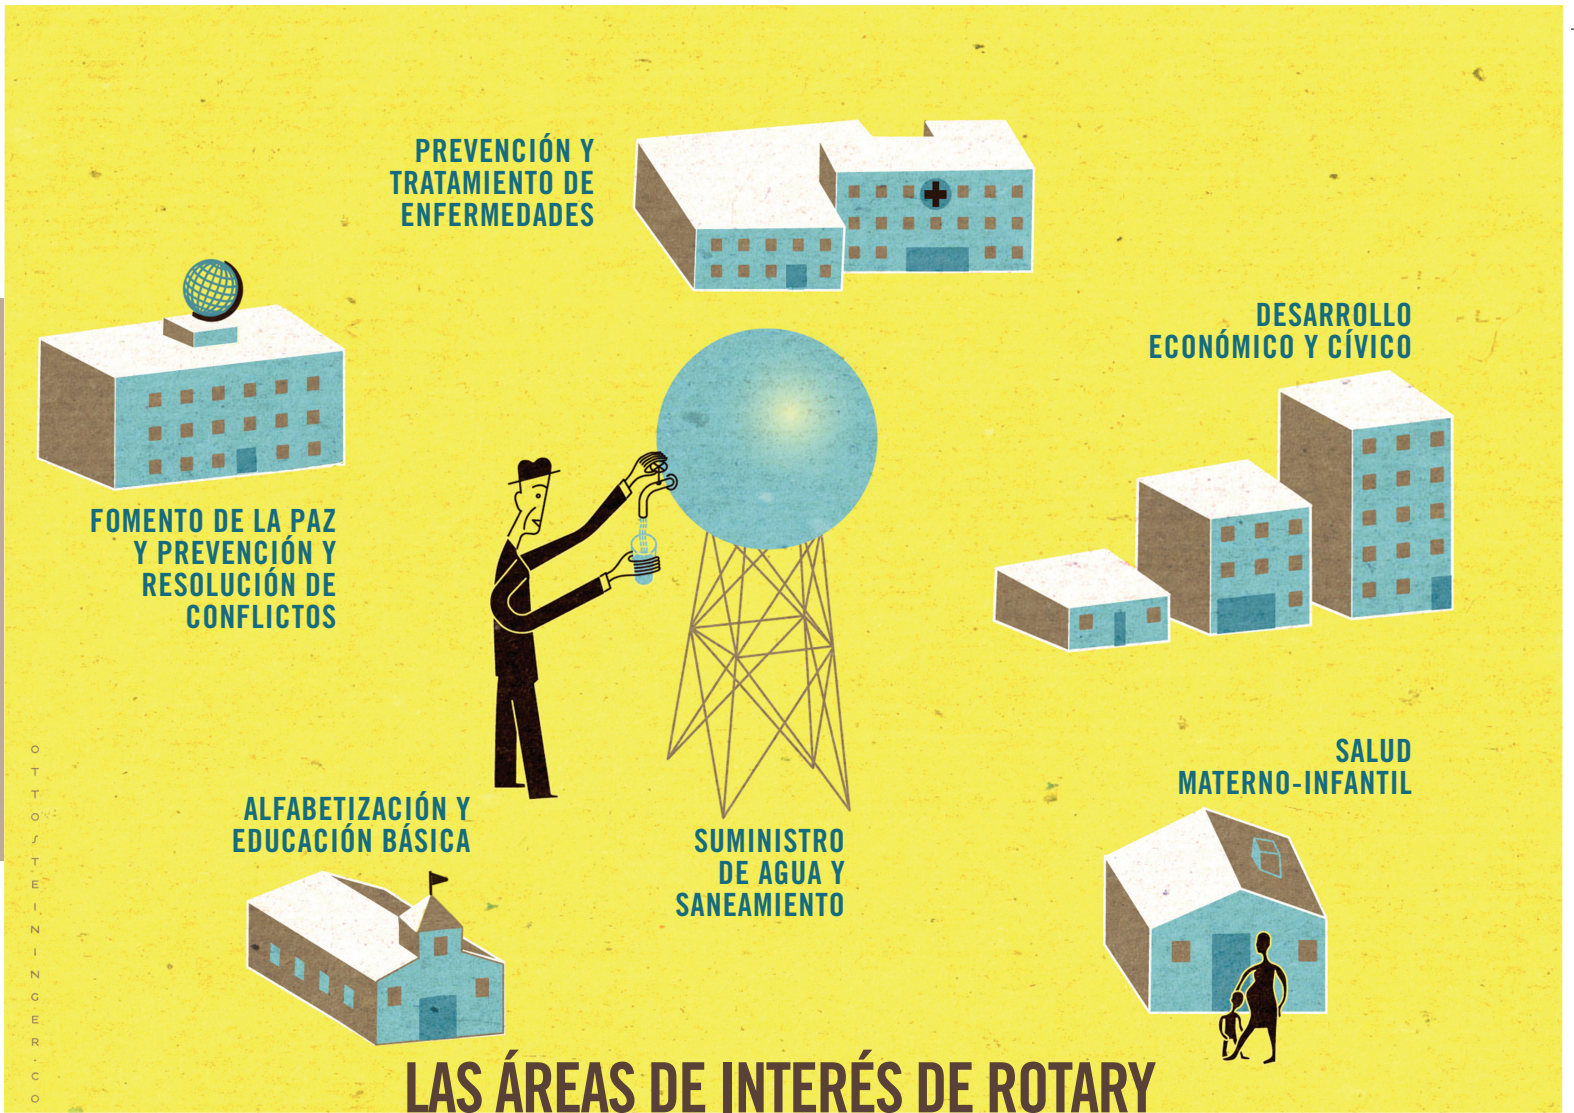 PREVENCIÓN Y
TRATAMIENTO DE
ENFERMEDADES
DESARROLLO
ECONÓMICO Y CÍVICO
FOMENTO DE LA PAZ
Y PREVENCIÓN Y
RESOLUCIÓN DE
CONFLICTOS
SALUD
MATERNO-INFANTIL
ALFABETIZACIÓN Y
EDUCACIÓN BÁSICA
SUMINISTRO
DE AGUA Y
SANEAMIENTO
OTTOSTEININGER.CO
LAS ÁREAS DE INTERÉS DE ROTARY